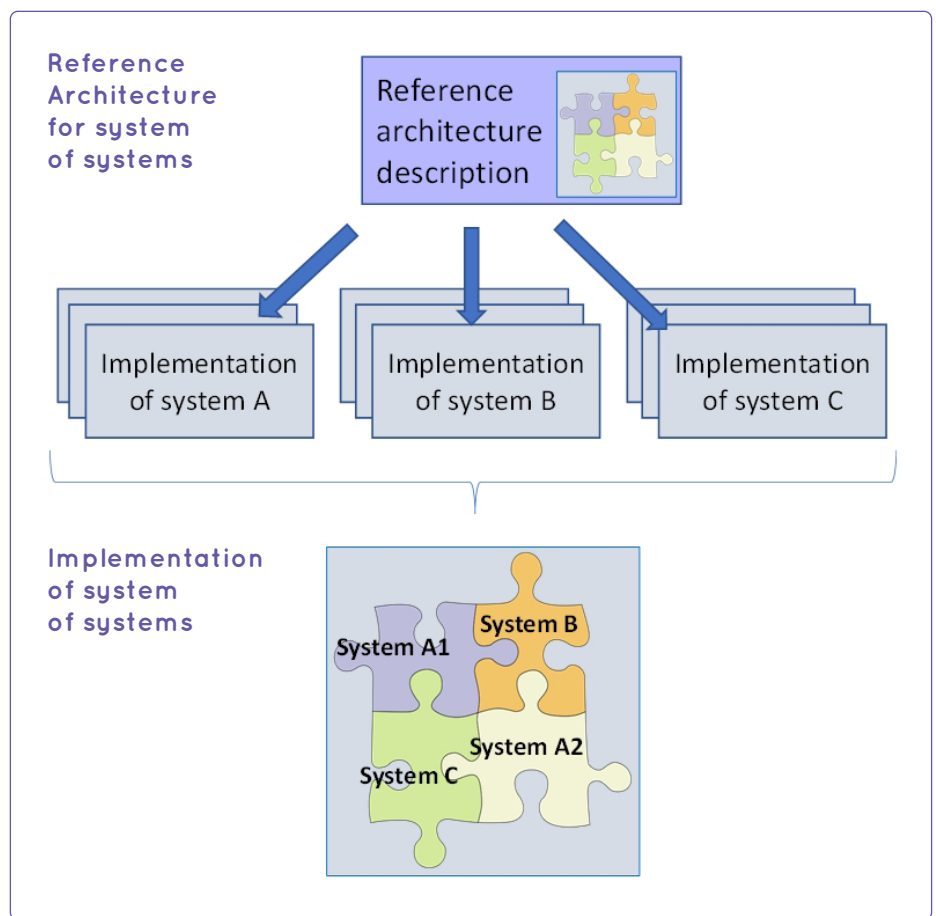 Reference
Architecture
for system
of systems
Reference
architecture
description
Implementation
of system A
Implementation
of system B
Implementation
of system C
Implementation
of system
of systems
System A1
System B
System C
System A2